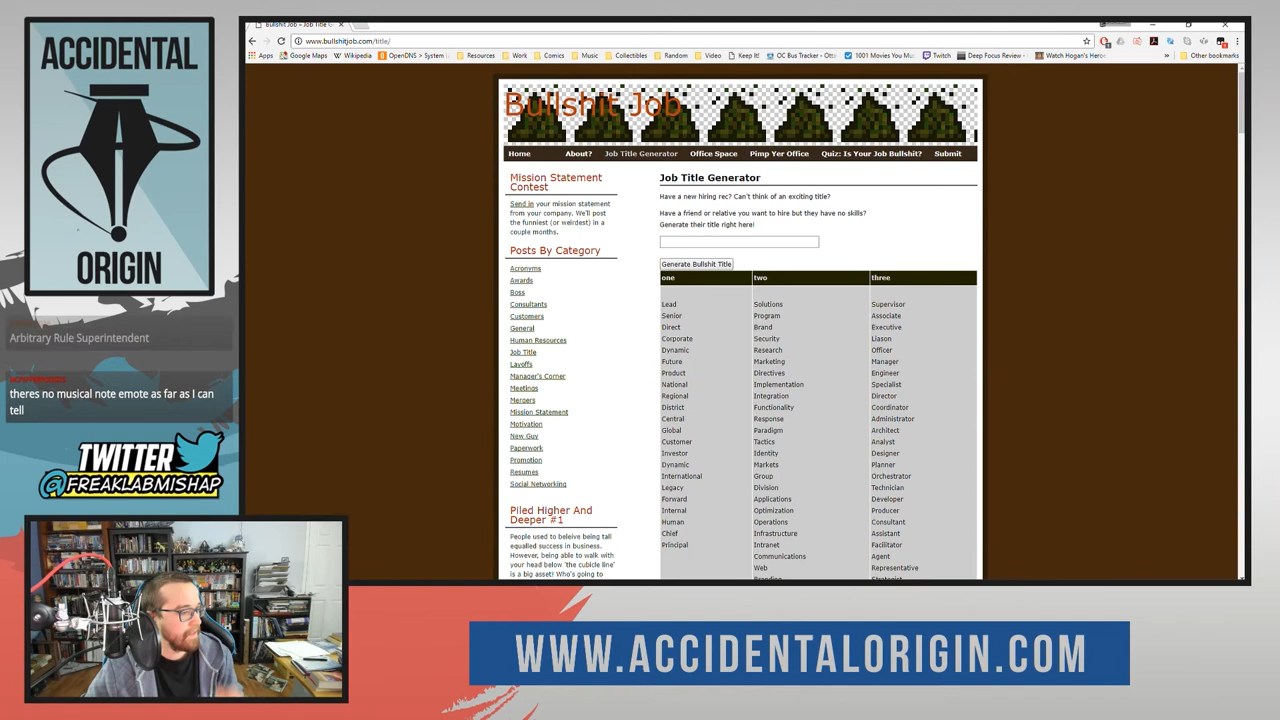 ACCIDENTAL
ORIGIN
Arbitrary Rule Superintendent
theres no musical note emote as far as I can
tell
TWITTER
@FREAKLABMISHAP
Bullshit Job » Job Title G
www.bullshitjob.com/title/
Apps Google Maps Wikipedia OpenDNS > System Resources Work Comics Music Collectibles Random Video Keep It! OC Bus Tracker - Ott 1001 Movies You Mu Twitch Deep Focus Review - Watch Hogan's Hero » Other bookmarks
Bullshit Job
Home About? Job Title Generator Office Space Pimp Yer Office Quiz: Is Your Job Bullshit? Submit
Mission Statement
Contest
Send in your mission statement
from your company. We'll post
the funniest (or weirdest) in a
couple months.
Posts By Category
Acronyms
Awards
Boss
Consultants
Customers
General
Human Resources
Job Title
Layoffs
Manager's Corner
Meetings
Mergers
Mission Statement
Motivation
New Guy
Paperwork
Promotion
Resumes
Social Networking
Piled Higher And
Deeper #1
People used to beleive being tall
equalled success in business.
However, being able to walk with
your head below 'the cubicle line'
is a big asset! Who's going to
Job Title Generator
Have a new hiring rec? Can't think of an exciting title?
Have a friend or relative you want to hire but they have no skills?
Generate their title right here!
Generate Bullshit Title
one two three
Lead Solutions Supervisor
Senior Program Associate
Direct Brand Executive
Corporate Security Liason
Dynamic Research Officer
Future Marketing Manager
Product Directives Engineer
National Implementation Specialist
Regional Integration Director
District Functionality Coordinator
Central Response Administrator
Global Paradigm Architect
Customer Tactics Analyst
Investor Identity Designer
Dynamic Markets Planner
International Group Orchestrator
Legacy Division Technician
Forward Applications Developer
Internal Optimization Producer
Human Operations Consultant
Chief Infrastructure Assistant
Principal Intranet Facilitator
Communications Agent
Web Representative
Branding Strategist
WWW.ACCIDENTALORIGIN.COM